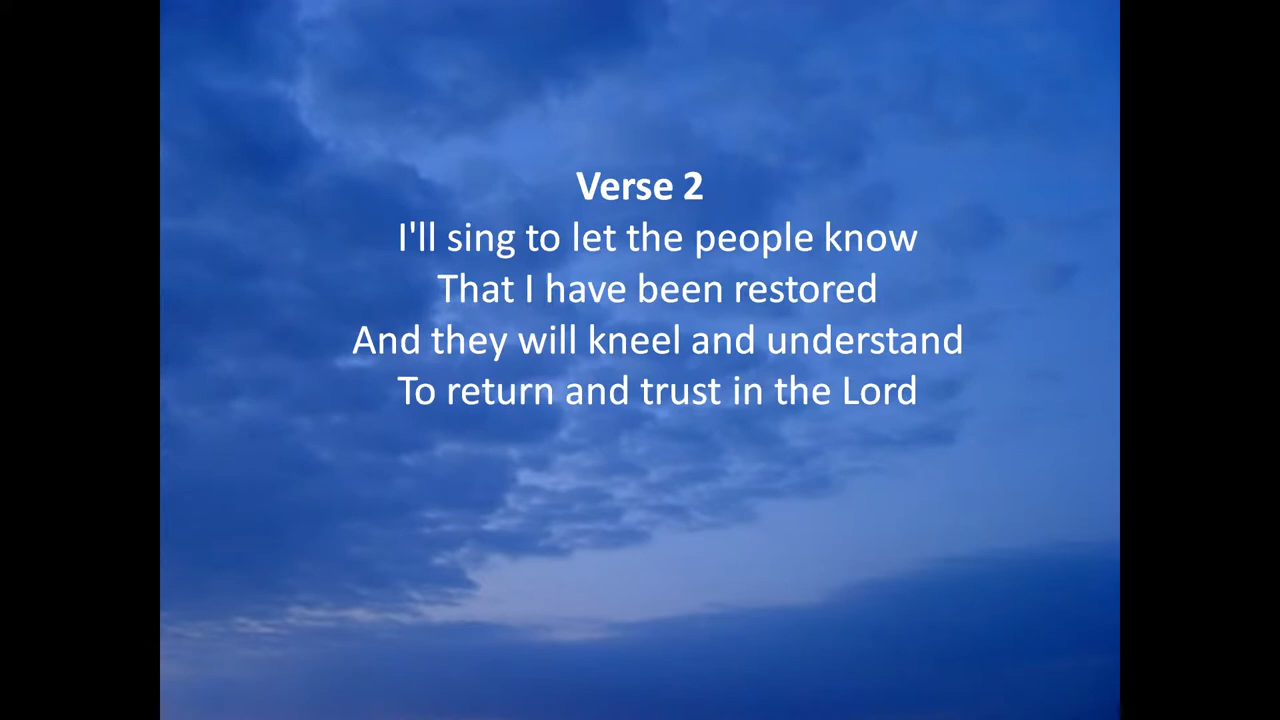 Verse 2
I'll sing to let the people know
That I have been restored
And they will kneel and understand
To return and trust in the Lord